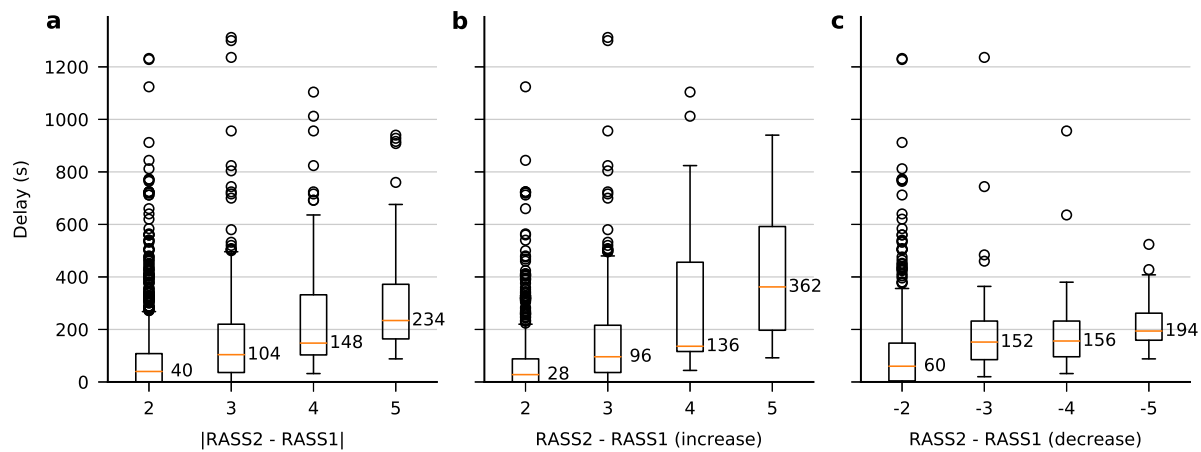 a
b
c
Delay (s)
1200
1000
800
600
400
200
0
40
104
148
234
28
96
136
362
60
152
156
194
2 3 4 5
2 3 4 5
-2 -3 -4 -5
|RASS2 - RASS1|
RASS2 - RASS1 (increase)
RASS2 - RASS1 (decrease)